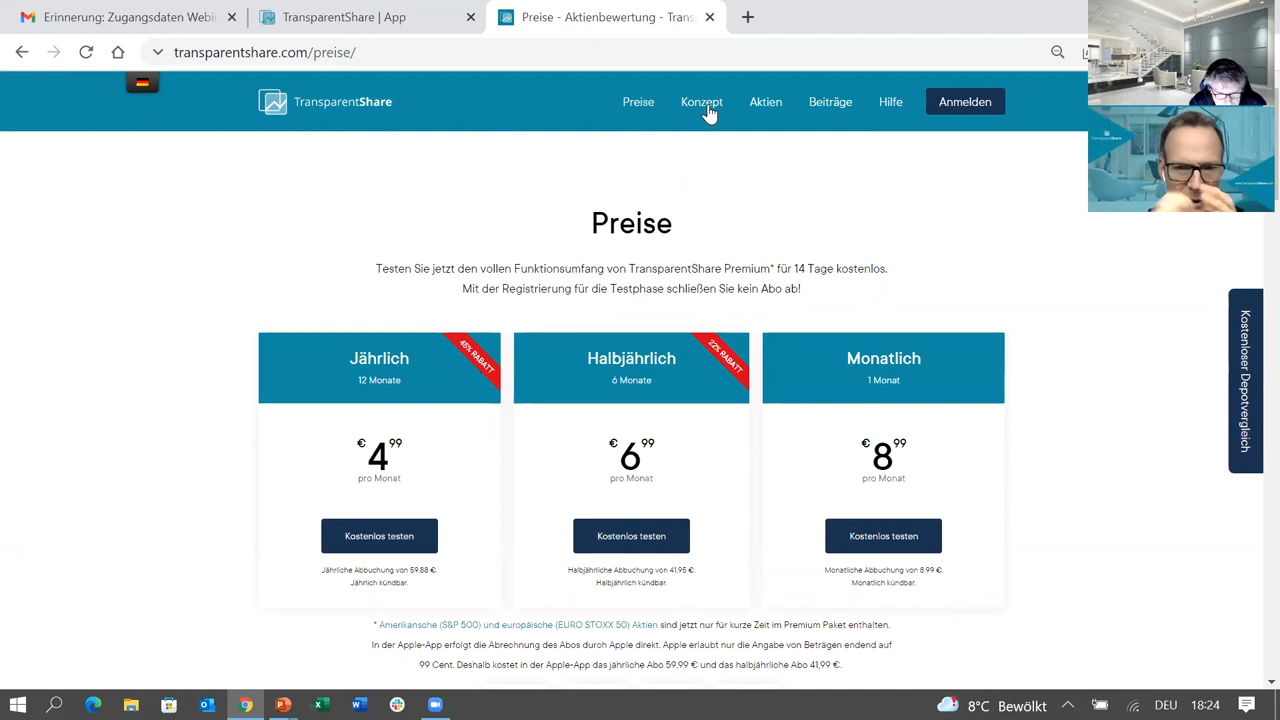 Erinnerung: Zugangsdaten Webin
TransparentShare | App
Preise - Aktienbewertung - Trans
transparentshare.com/preise/
TransparentShare
Preise
Konzept
Aktien
Beiträge
Hilfe
Anmelden
Preise
Testen Sie jetzt den vollen Funktionsumfang von TransparentShare Premium* für 14 Tage kostenlos.
Mit der Registrierung für die Testphase schließen Sie kein Abo ab!
Jährlich
12 Monate
45% RABATT
€ 4 99
pro Monat
Kostenlos testen
Jährliche Abbuchung von 59.88 €.
Jährlich kündbar.
Halbjährlich
6 Monate
22% RABATT
€ 6 99
pro Monat
Kostenlos testen
Halbjährliche Abbuchung von 41.95 €.
Halbjährlich kündbar.
Monatlich
1 Monat
€ 8 99
pro Monat
Kostenlos testen
Monatliche Abbuchung von 8.99 €.
Monatlich kündbar.
* Amerikansche (S&P 500) und europäische (EURO STOXX 50) Aktien sind jetzt nur für kurze Zeit im Premium Paket enthalten.
In der Apple-App erfolgt die Abrechnung des Abos durch Apple direkt. Apple erlaubt nur die Angabe von Beträgen endend auf
99 Cent. Deshalb kostet in der Apple-App das jährliche Abo 59,99 € und das halbjährliche Abo 41,99 €.
Kostenloser Depotvergleich
8°C Bewölkt
DEU
18:24